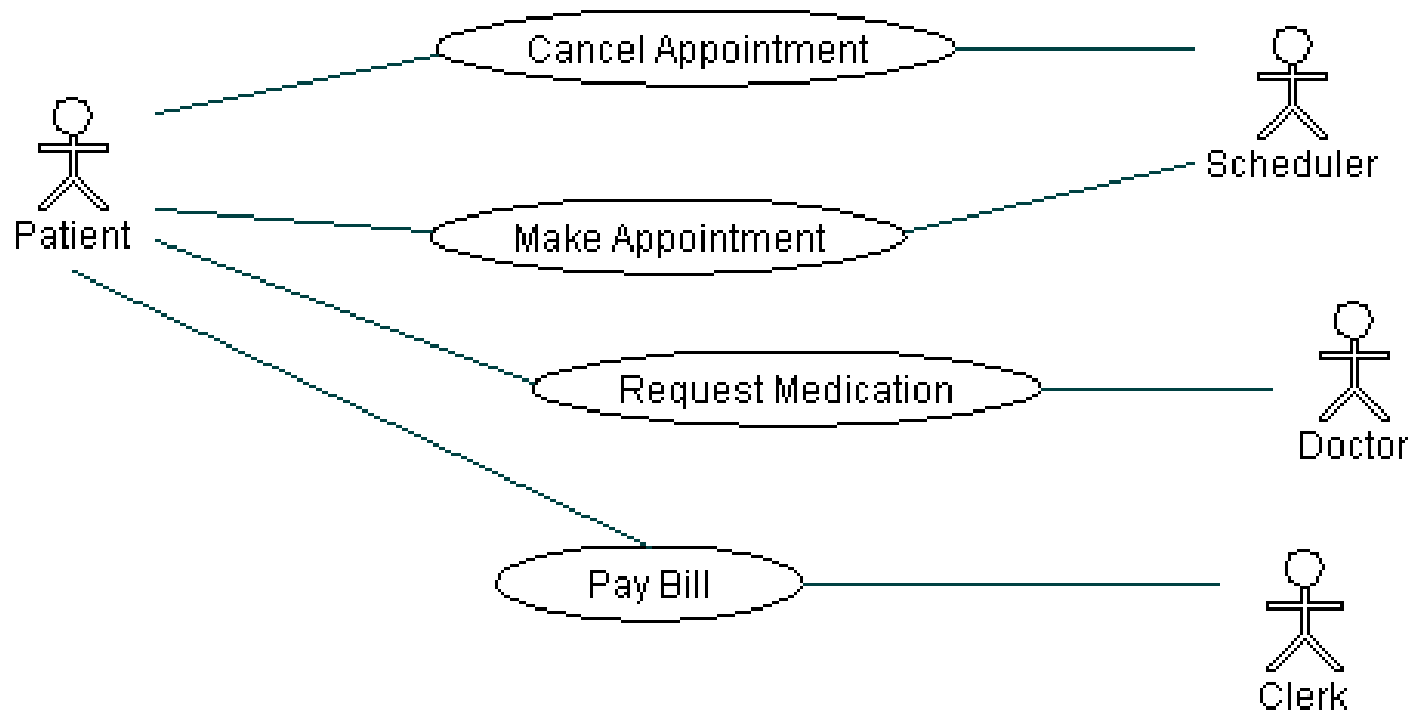 Cancel Appointment
Scheduler
Patient
Make Appointment
Request Medication
Doctor
Pay Bill
Clerk